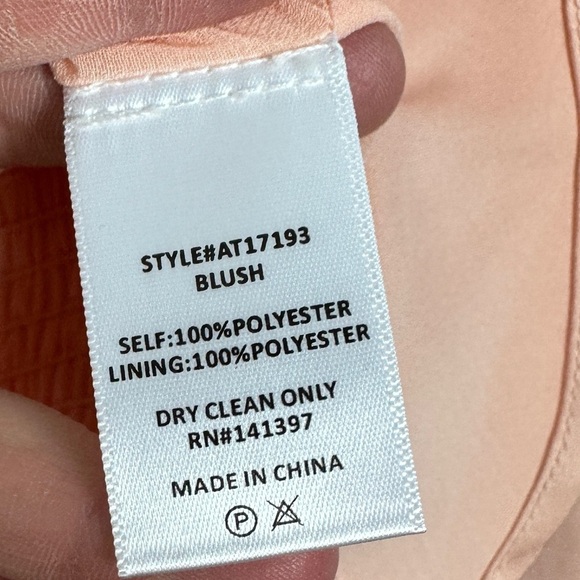 STYLE#AT17193
BLUSH
SELF:100%POLYESTER
LINING:100%POLYESTER
DRY CLEAN ONLY
RN#141397
MADE IN CHINA
P